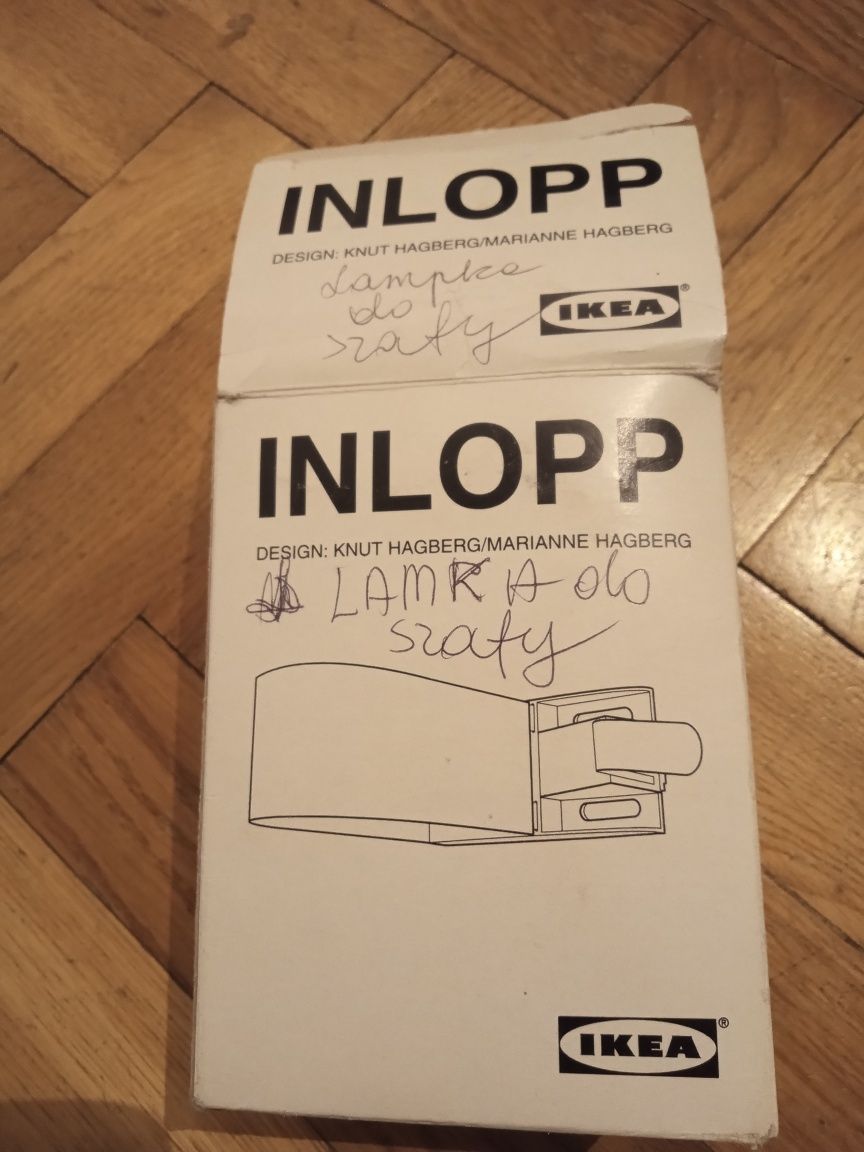 INLOPP
DESIGN: KNUT HAGBERG/MARIANNE HAGBERG
Lampka
do
szafy
IKEA®
INLOPP
DESIGN: KNUT HAGBERG/MARIANNE HAGBERG
LAMKA do
szafy
IKEA®